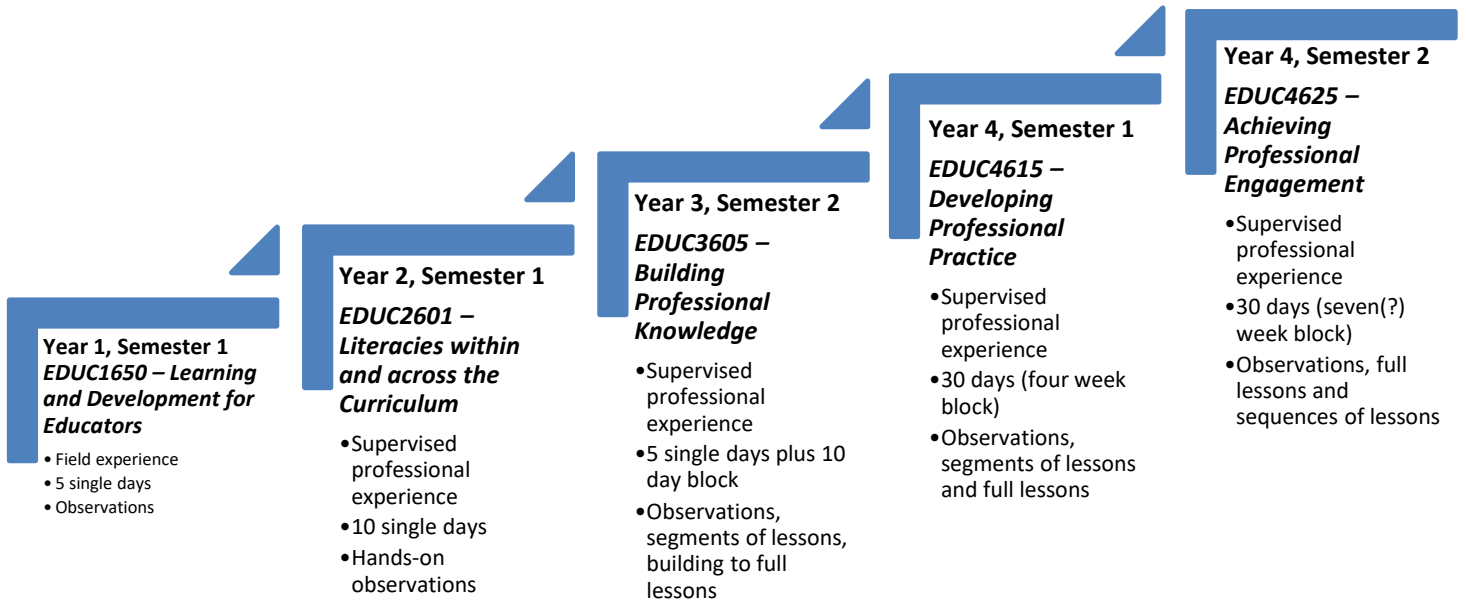 Year 1, Semester 1
EDUC1650 – Learning
and Development for
Educators
• Field experience
• 5 single days
• Observations
Year 2, Semester 1
EDUC2601 –
Literacies within
and across the
Curriculum
•Supervised
professional
experience
•10 single days
•Hands-on
observations
Year 3, Semester 2
EDUC3605 –
Building
Professional
Knowledge
•Supervised
professional
experience
•5 single days plus 10
day block
•Observations,
segments of lessons,
building to full
lessons
Year 4, Semester 1
EDUC4615 –
Developing
Professional
Practice
•Supervised
professional
experience
•30 days (four week
block)
•Observations,
segments of lessons
and full lessons
Year 4, Semester 2
EDUC4625 –
Achieving
Professional
Engagement
•Supervised
professional
experience
•30 days (seven(?)
week block)
•Observations, full
lessons and
sequences of lessons